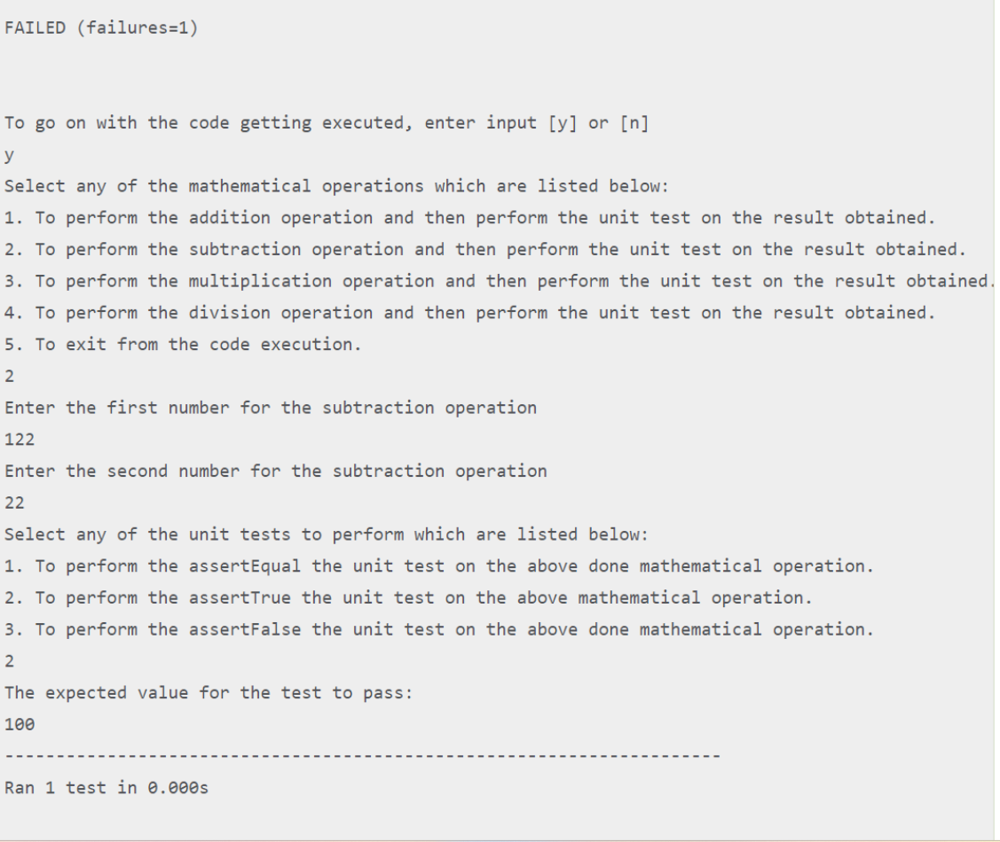 FAILED (failures=1)
To go on with the code getting executed, enter input [y] or [n]
y
Select any of the mathematical operations which are listed below:
1. To perform the addition operation and then perform the unit test on the result obtained.
2. To perform the subtraction operation and then perform the unit test on the result obtained.
3. To perform the multiplication operation and then perform the unit test on the result obtained.
4. To perform the division operation and then perform the unit test on the result obtained.
5. To exit from the code execution.
2
Enter the first number for the subtraction operation
122
Enter the second number for the subtraction operation
22
Select any of the unit tests to perform which are listed below:
1. To perform the assertEqual the unit test on the above done mathematical operation.
2. To perform the assertTrue the unit test on the above mathematical operation.
3. To perform the assertFalse the unit test on the above done mathematical operation.
2
The expected value for the test to pass:
100
----------------------------------------------------------------------
Ran 1 test in 0.000s